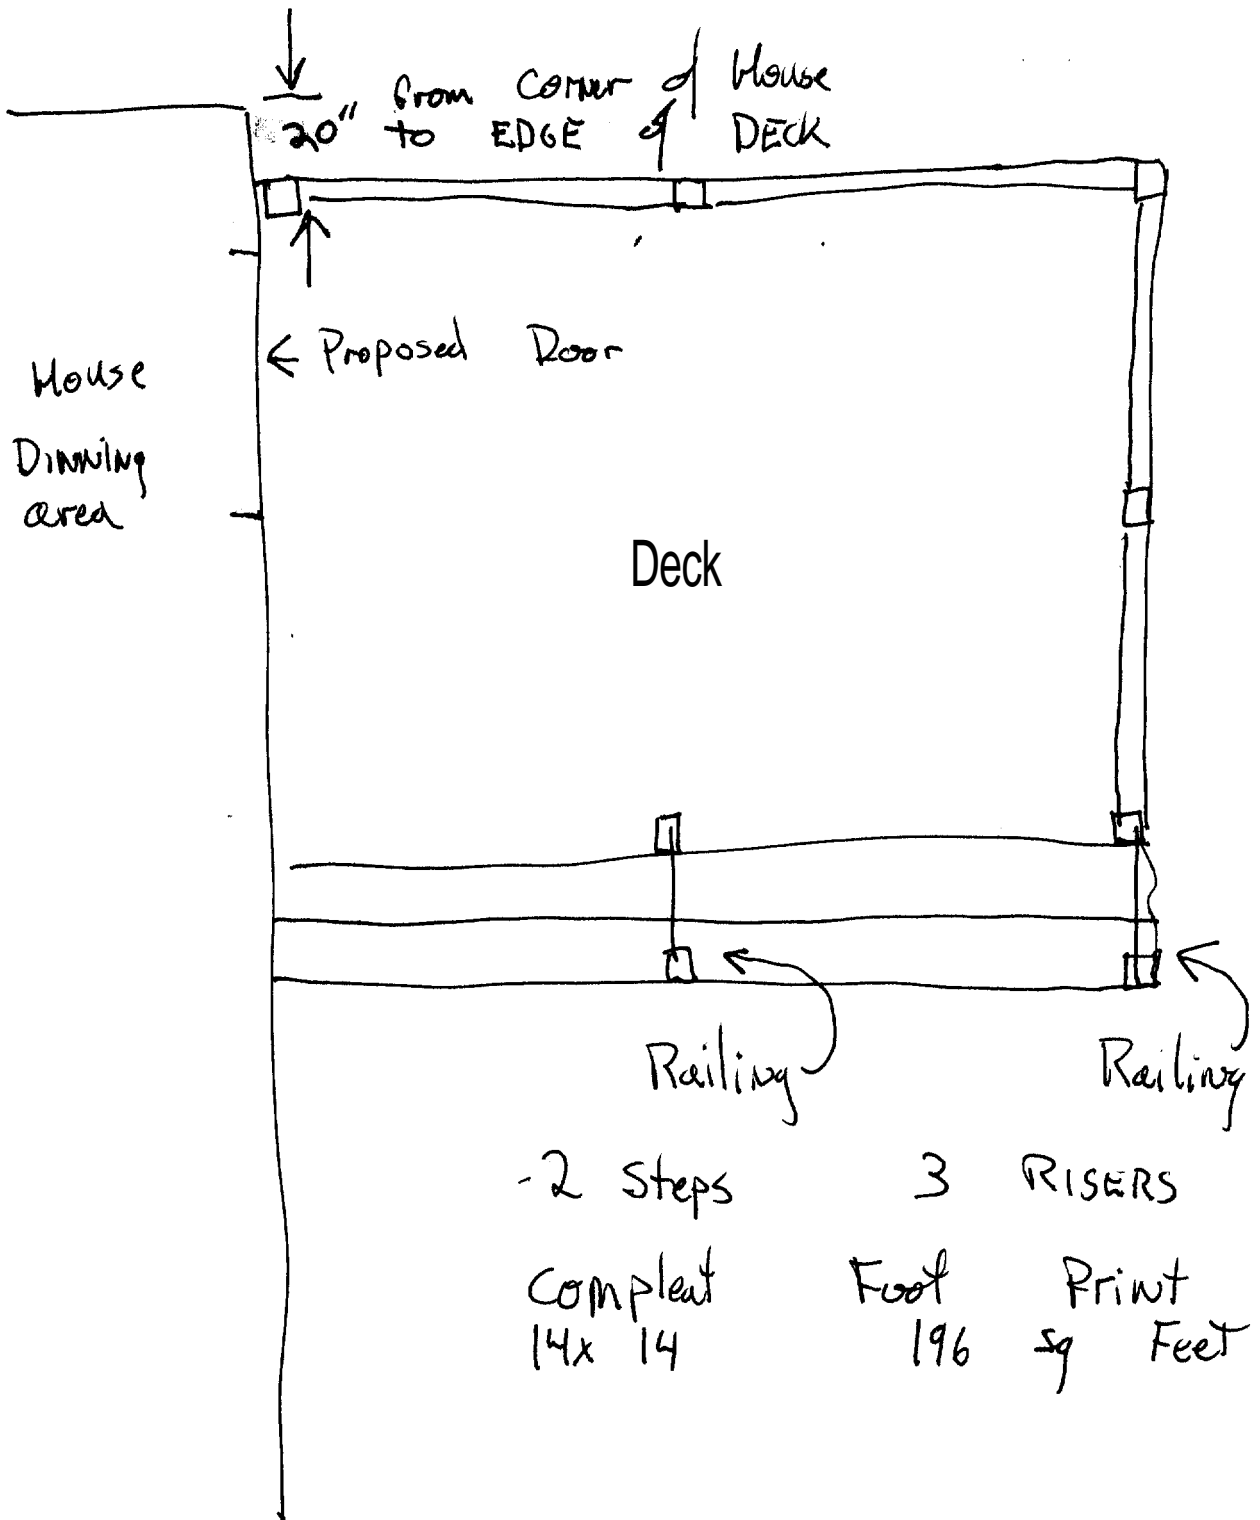 20" from Corner of House
to EDGE of DECK
← Proposed Door
House
Dinning
area
Deck
Railing
Railing
-2 Steps 3 RISERS
Compleat Foot Print
14x 14 196 sq Feet